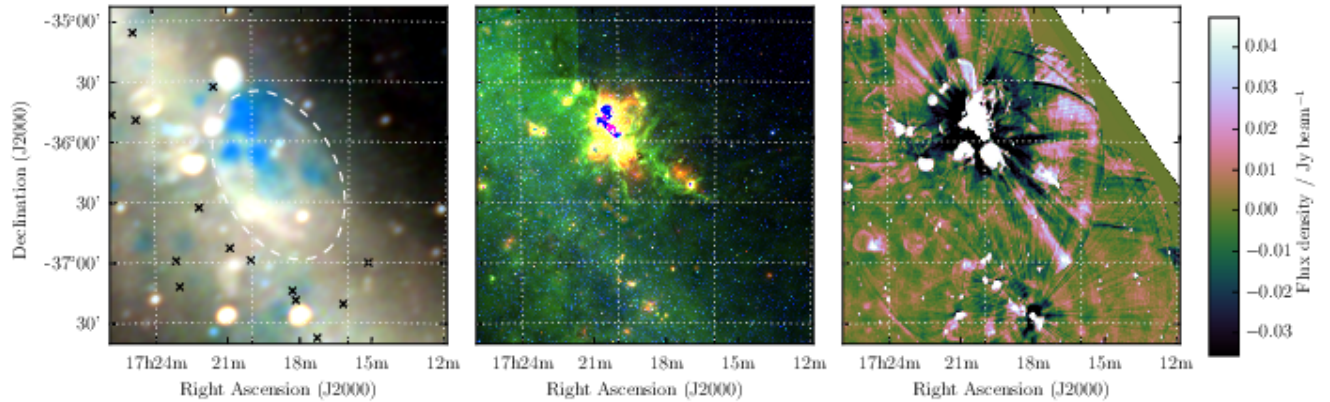 -35°00'
30'
-36°00'
30'
-37°00'
30'
Declination (J2000)
17h24m 21m 18m 15m 12m
Right Ascension (J2000)
17h24m 21m 18m 15m 12m
Right Ascension (J2000)
17h24m 21m 18m 15m 12m
Right Ascension (J2000)
0.04
0.03
0.02
0.01
0.00
−0.01
−0.02
−0.03
Flux density / Jy beam⁻¹